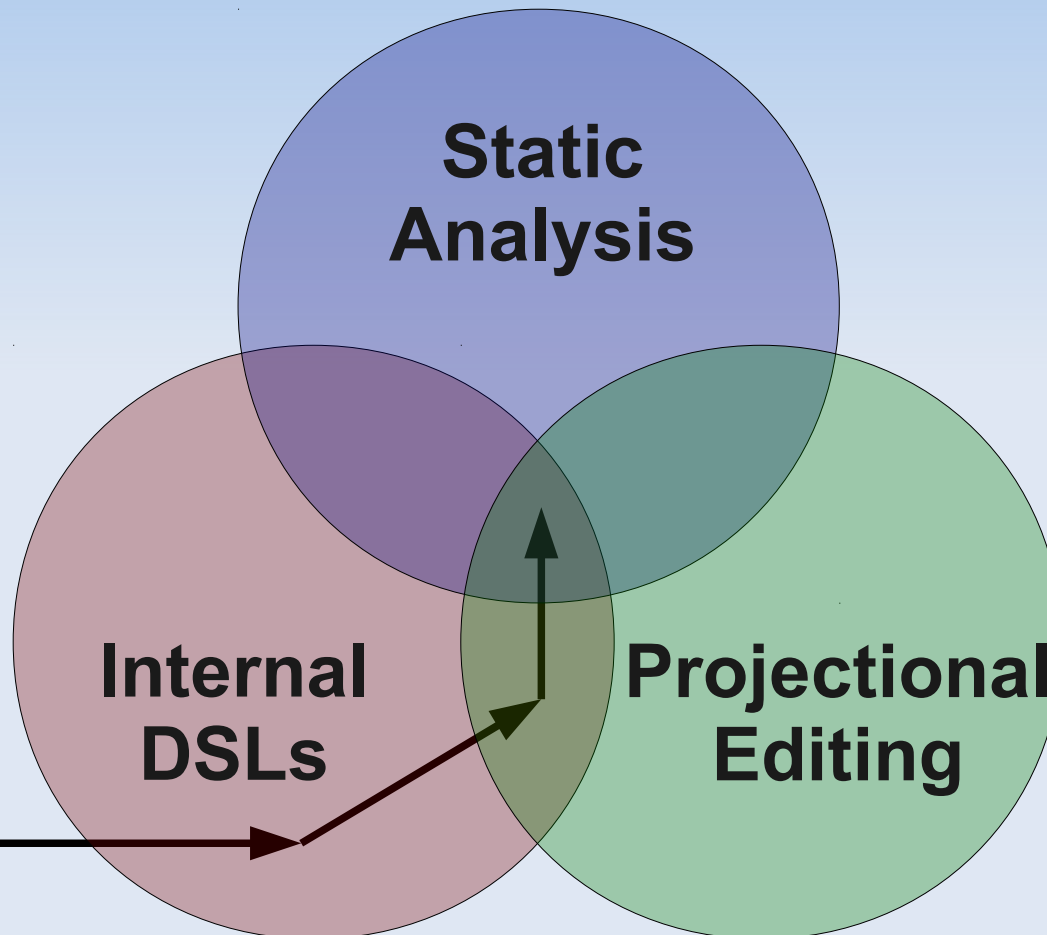 Static
Analysis
Internal
DSLs
Projectional
Editing